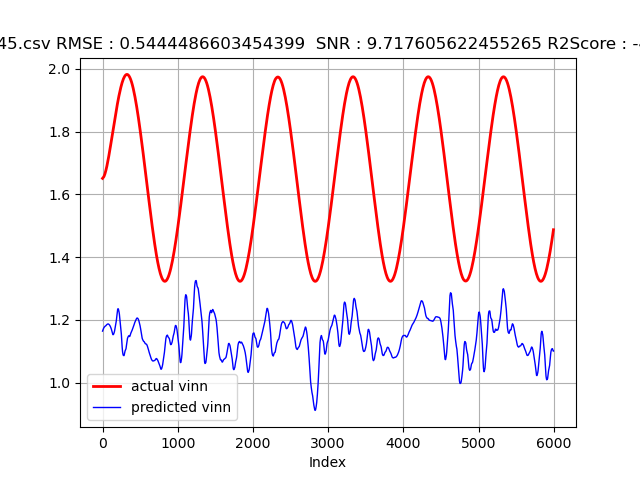 45.csv RMSE : 0.5444486603454399 SNR : 9.717605622455265 R2Score : -
2.0
1.8
1.6
1.4
1.2
1.0
actual vinn
predicted vinn
0 1000 2000 3000 4000 5000 6000
Index